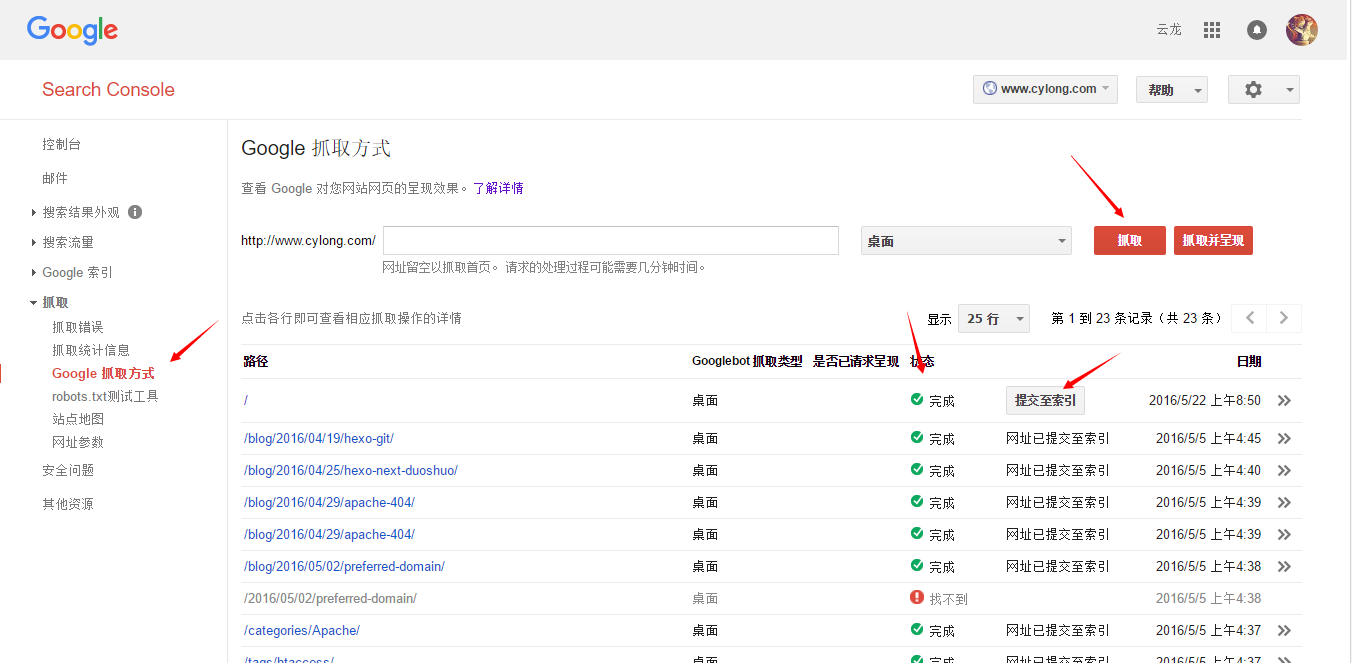 Google
云龙
Search Console
www.cylong.com
帮助
控制台
邮件
搜索结果外观
搜索流量
Google 索引
抓取
抓取错误
抓取统计信息
Google 抓取方式
robots.txt测试工具
站点地图
网址参数
安全问题
其他资源
Google 抓取方式
查看 Google 对您网站网页的呈现效果。了解详情
http://www.cylong.com/ 桌面 抓取 抓取并呈现
网址留空以抓取首页。 请求的处理过程可能需要几分钟时间。
点击各行即可查看相应抓取操作的详情 显示 25 行 第 1 到 23 条记录（共 23 条）
路径 Googlebot 抓取类型 是否已请求呈现 状态 日期
/ 桌面 完成 提交至索引 2016/5/22 上午8:50
/blog/2016/04/19/hexo-git/ 桌面 完成 网址已提交至索引 2016/5/5 上午4:45
/blog/2016/04/25/hexo-next-duoshuo/ 桌面 完成 网址已提交至索引 2016/5/5 上午4:40
/blog/2016/04/29/apache-404/ 桌面 完成 网址已提交至索引 2016/5/5 上午4:39
/blog/2016/04/29/apache-404/ 桌面 完成 网址已提交至索引 2016/5/5 上午4:39
/blog/2016/05/02/preferred-domain/ 桌面 完成 网址已提交至索引 2016/5/5 上午4:38
/2016/05/02/preferred-domain/ 桌面 找不到 2016/5/5 上午4:38
/categories/Apache/ 桌面 完成 网址已提交至索引 2016/5/5 上午4:37
/tags/htaccess/ 桌面 完成 网址已提交至索引 2016/5/5 上午4:37